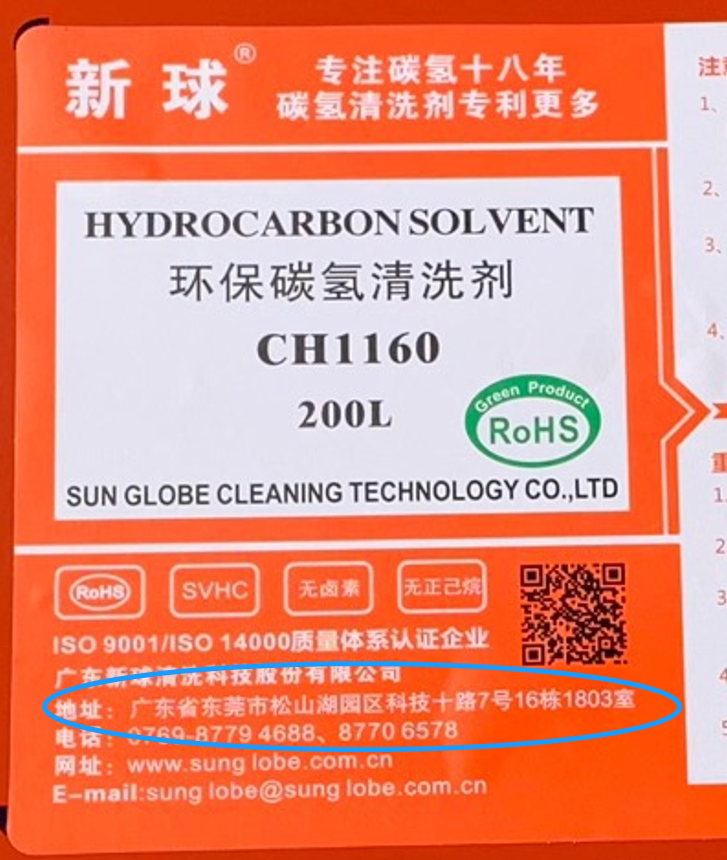 新球®
专注碳氢十八年
碳氢清洗剂专利更多
HYDROCARBON SOLVENT
环保碳氢清洗剂
CH1160
200L
Green Product
RoHS
SUN GLOBE CLEANING TECHNOLOGY CO.,LTD
RoHS
SVHC
无卤素
无正己烷
ISO 9001/ISO 14000质量体系认证企业
广东新球清洗科技股份有限公司
地址：广东省东莞市松山湖园区科技十路7号16栋1803室
电话：0769-8779 4688、8770 6578
网址：www.sung lobe.com.cn
E-mail:sung lobe@sung lobe.com.cn
注
1、
2、
3、
4、
重
1.
2
3
4
5